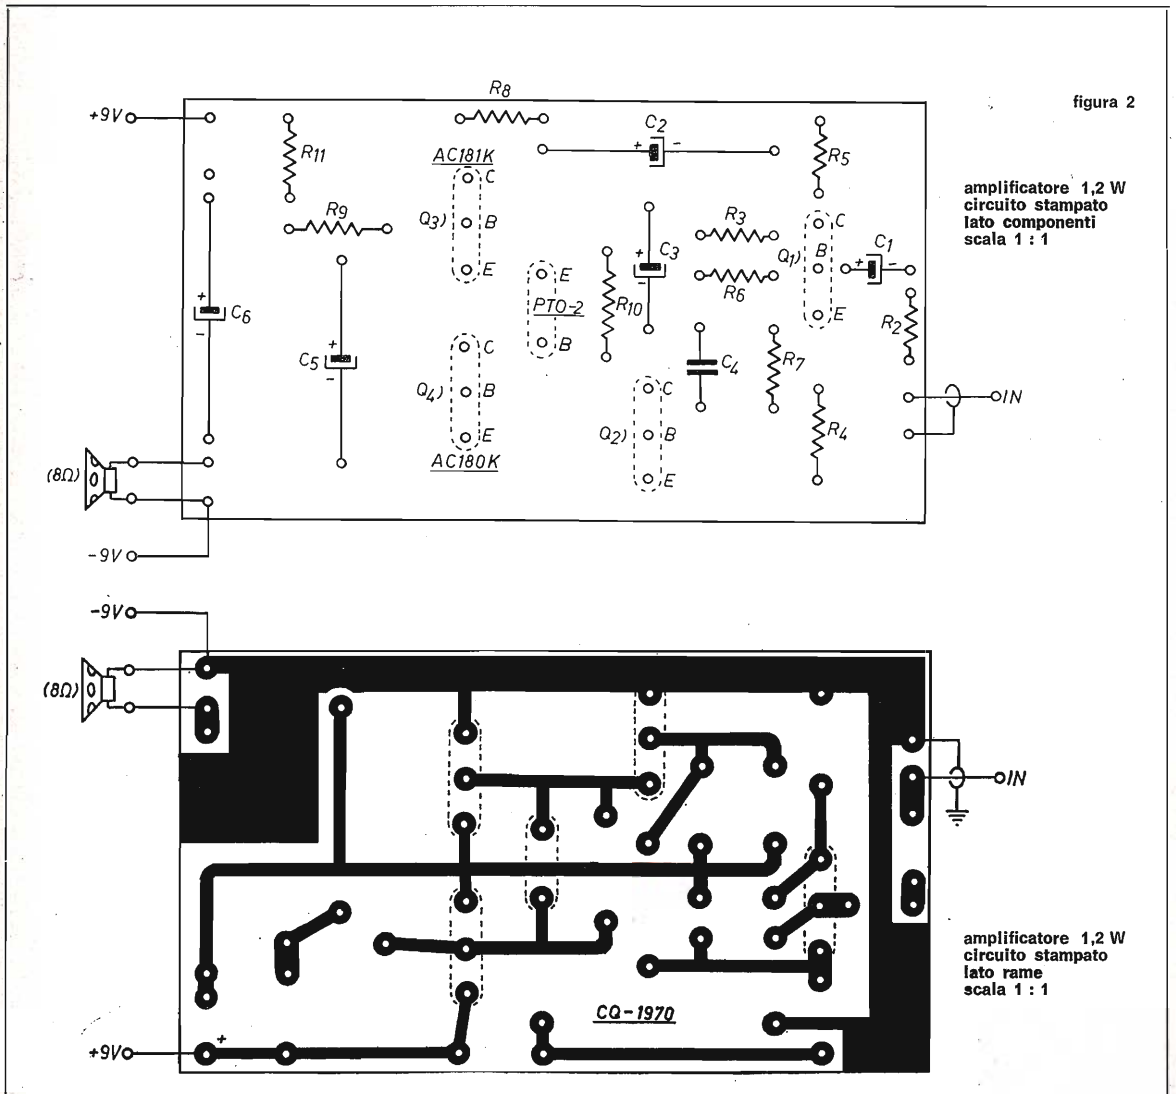 figura 2
amplificatore 1,2 W
circuito stampato
lato componenti
scala 1 : 1
+9V
R8
C2
+ -
R11
AC181K
C
Q3) B
E
R9
R5
R3
C3
+
-
R6
R10
Q1)
C
B
E
C1
+ -
R2
E
PTO-2
B
+
C6
-
+
C5
-
C
Q4) B
E
AC180K
C4
R7
C
Q2) B
E
R4
IN
(8Ω)
-9V
-9V
(8Ω)
IN
amplificatore 1,2 W
circuito stampato
lato rame
scala 1 : 1
CQ-1970
+
+9V